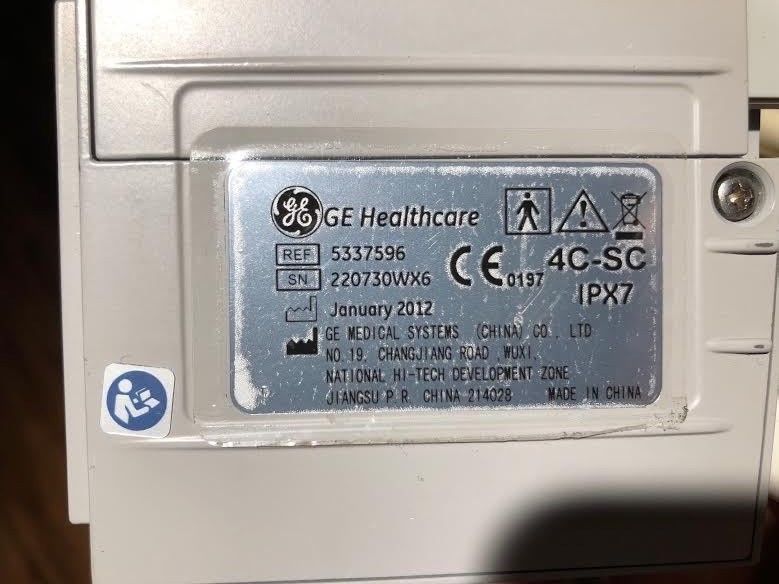 GE GE Healthcare
REF 5337596
SN 220730WX6
CE 0197
4C-SC
IPX7
January 2012
GE MEDICAL SYSTEMS (CHINA) CO., LTD
NO.19, CHANGJIANG ROAD ,WUXI,
NATIONAL HI-TECH DEVELOPMENT ZONE
JIANGSU P.R. CHINA 214028 MADE IN CHINA